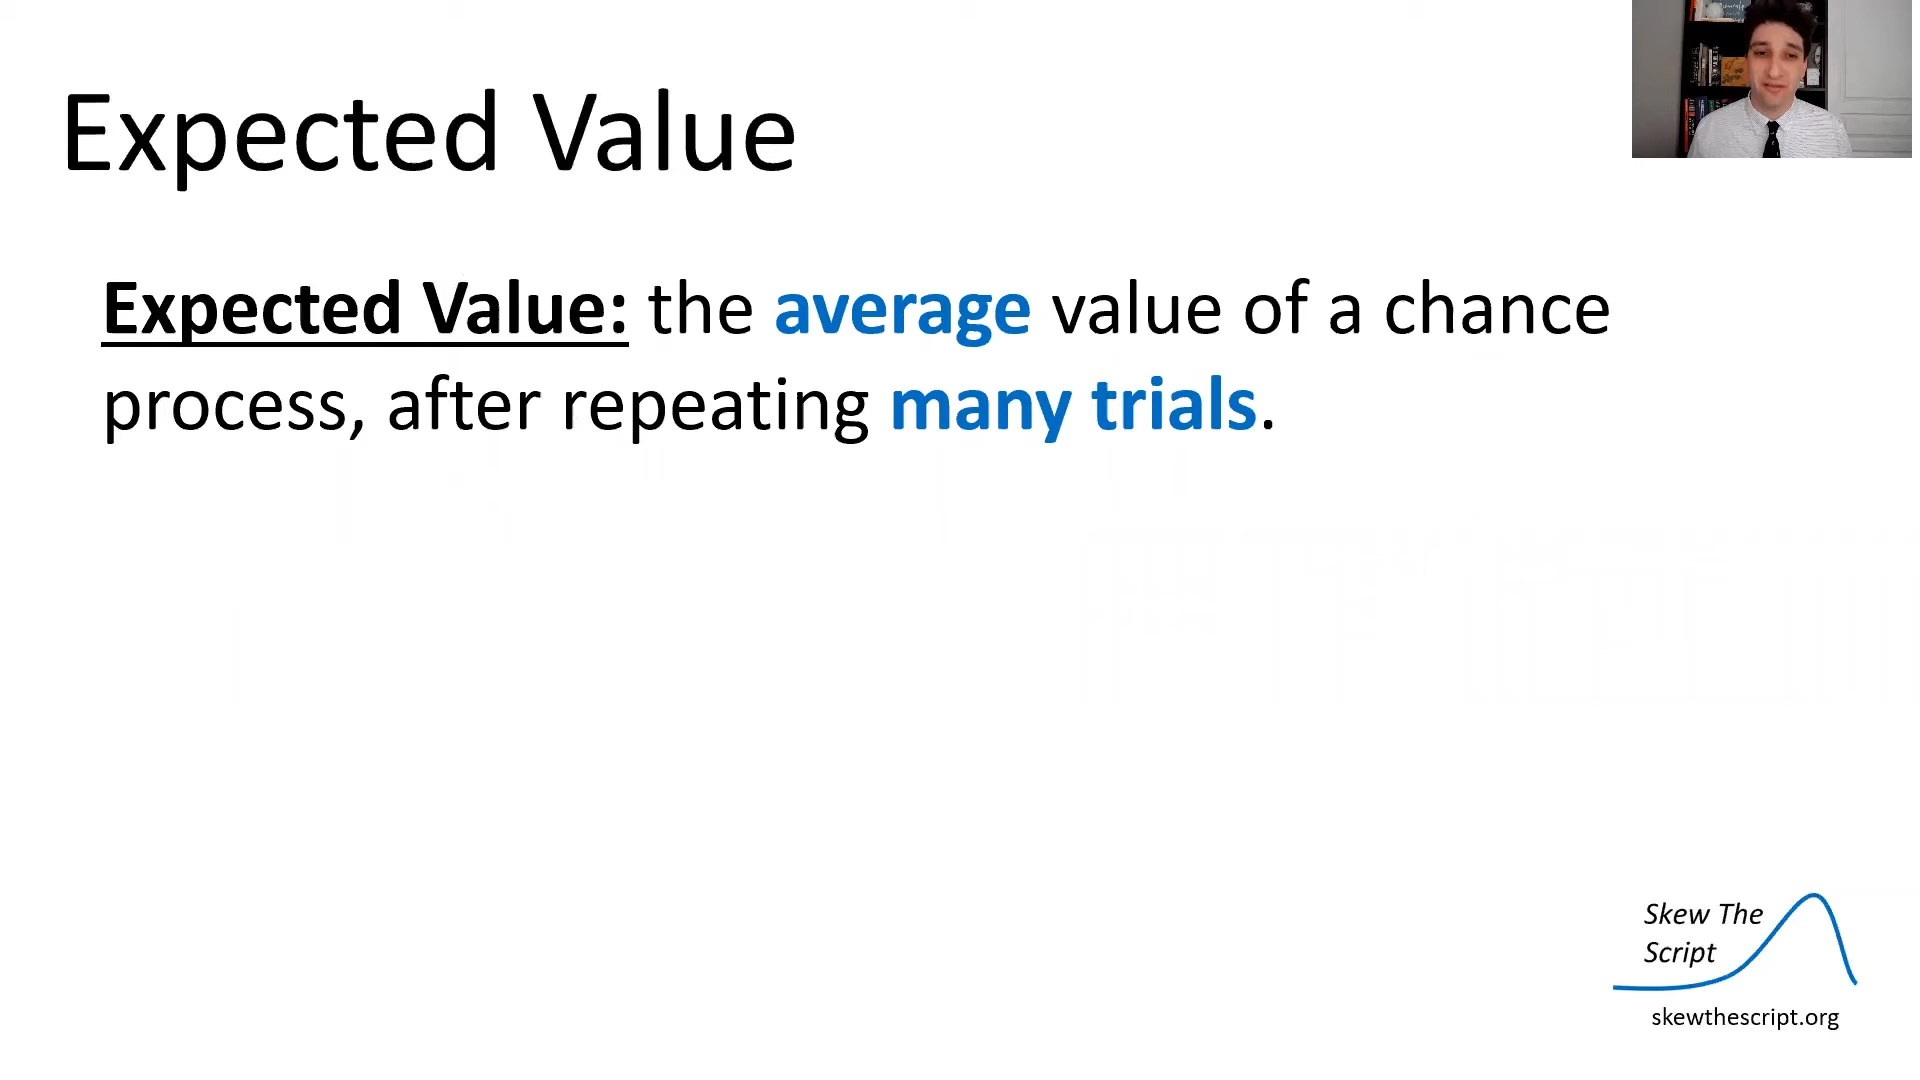 Expected Value
Expected Value: the average value of a chance
process, after repeating many trials.
Skew The
Script
skewthescript.org